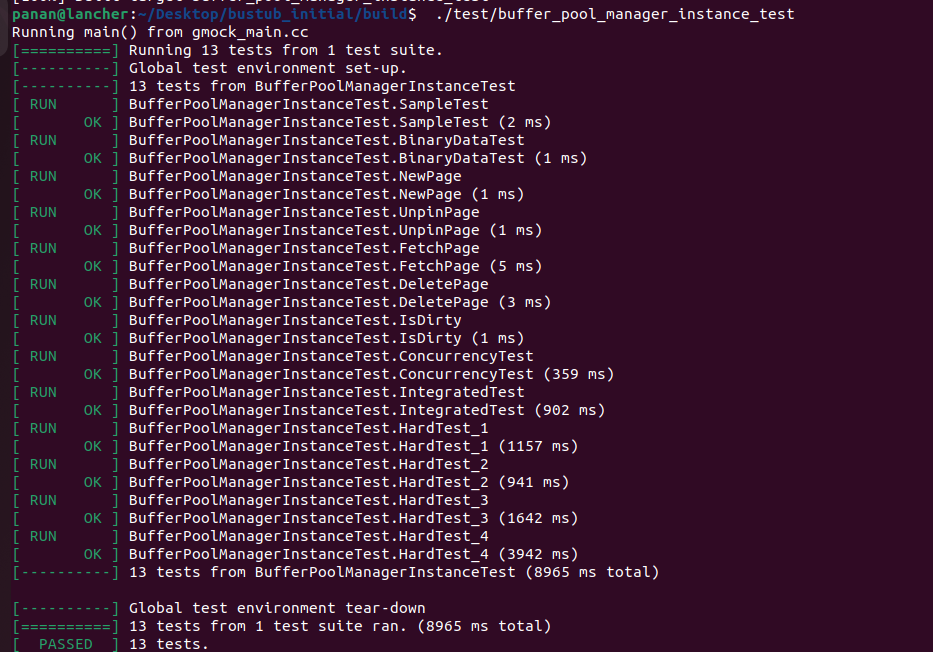 panan@lancher:~/Desktop/bustub_initial/build$  ./test/buffer_pool_manager_instance_test
Running main() from gmock_main.cc
[==========] Running 13 tests from 1 test suite.
[----------] Global test environment set-up.
[----------] 13 tests from BufferPoolManagerInstanceTest
[ RUN      ] BufferPoolManagerInstanceTest.SampleTest
[       OK ] BufferPoolManagerInstanceTest.SampleTest (2 ms)
[ RUN      ] BufferPoolManagerInstanceTest.BinaryDataTest
[       OK ] BufferPoolManagerInstanceTest.BinaryDataTest (1 ms)
[ RUN      ] BufferPoolManagerInstanceTest.NewPage
[       OK ] BufferPoolManagerInstanceTest.NewPage (1 ms)
[ RUN      ] BufferPoolManagerInstanceTest.UnpinPage
[       OK ] BufferPoolManagerInstanceTest.UnpinPage (1 ms)
[ RUN      ] BufferPoolManagerInstanceTest.FetchPage
[       OK ] BufferPoolManagerInstanceTest.FetchPage (5 ms)
[ RUN      ] BufferPoolManagerInstanceTest.DeletePage
[       OK ] BufferPoolManagerInstanceTest.DeletePage (3 ms)
[ RUN      ] BufferPoolManagerInstanceTest.IsDirty
[       OK ] BufferPoolManagerInstanceTest.IsDirty (1 ms)
[ RUN      ] BufferPoolManagerInstanceTest.ConcurrencyTest
[       OK ] BufferPoolManagerInstanceTest.ConcurrencyTest (359 ms)
[ RUN      ] BufferPoolManagerInstanceTest.IntegratedTest
[       OK ] BufferPoolManagerInstanceTest.IntegratedTest (902 ms)
[ RUN      ] BufferPoolManagerInstanceTest.HardTest_1
[       OK ] BufferPoolManagerInstanceTest.HardTest_1 (1157 ms)
[ RUN      ] BufferPoolManagerInstanceTest.HardTest_2
[       OK ] BufferPoolManagerInstanceTest.HardTest_2 (941 ms)
[ RUN      ] BufferPoolManagerInstanceTest.HardTest_3
[       OK ] BufferPoolManagerInstanceTest.HardTest_3 (1642 ms)
[ RUN      ] BufferPoolManagerInstanceTest.HardTest_4
[       OK ] BufferPoolManagerInstanceTest.HardTest_4 (3942 ms)
[----------] 13 tests from BufferPoolManagerInstanceTest (8965 ms total)
[----------] Global test environment tear-down
[==========] 13 tests from 1 test suite ran. (8965 ms total)
[  PASSED  ] 13 tests.